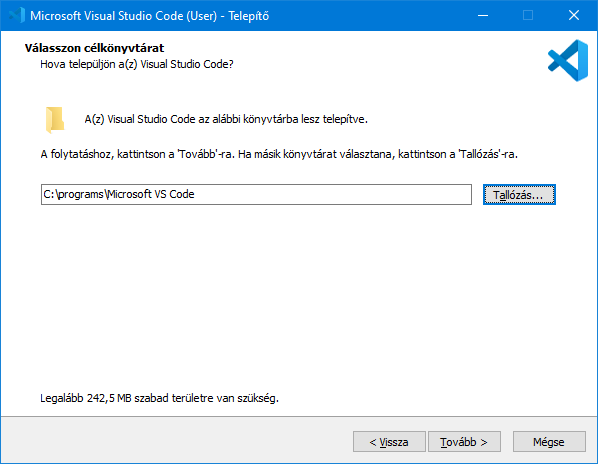 Microsoft Visual Studio Code (User) - Telepítő
Válasszon célkönyvtárat
Hova települjön a(z) Visual Studio Code?
A(z) Visual Studio Code az alábbi könyvtárba lesz telepítve.
A folytatáshoz, kattintson a 'Tovább'-ra. Ha másik könyvtárat választana, kattintson a 'Tallózás'-ra.
C:\programs\Microsoft VS Code
Tallózás...
Legalább 242,5 MB szabad területre van szükség.
< Vissza
Tovább >
Mégse